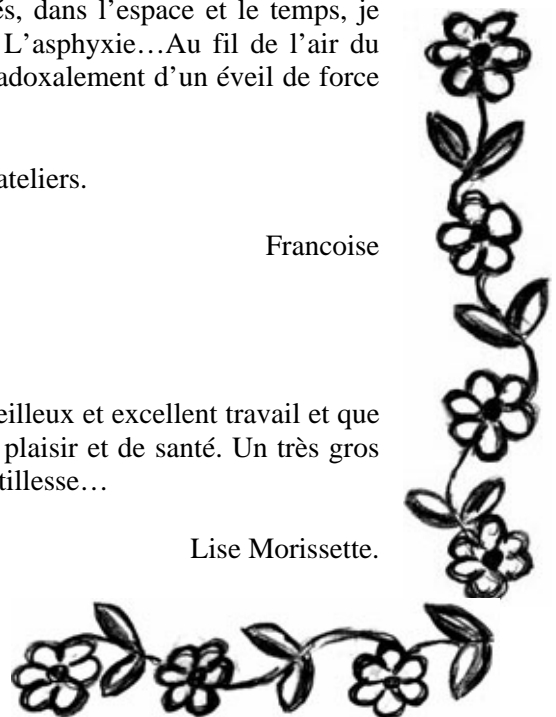 és, dans l’espace et le temps, je
L’asphyxie…Au fil de l’air du
adoxalement d’un éveil de force
ateliers.
Francoise
eilleux et excellent travail et que
plaisir et de santé. Un très gros
tillesse…
Lise Morissette.